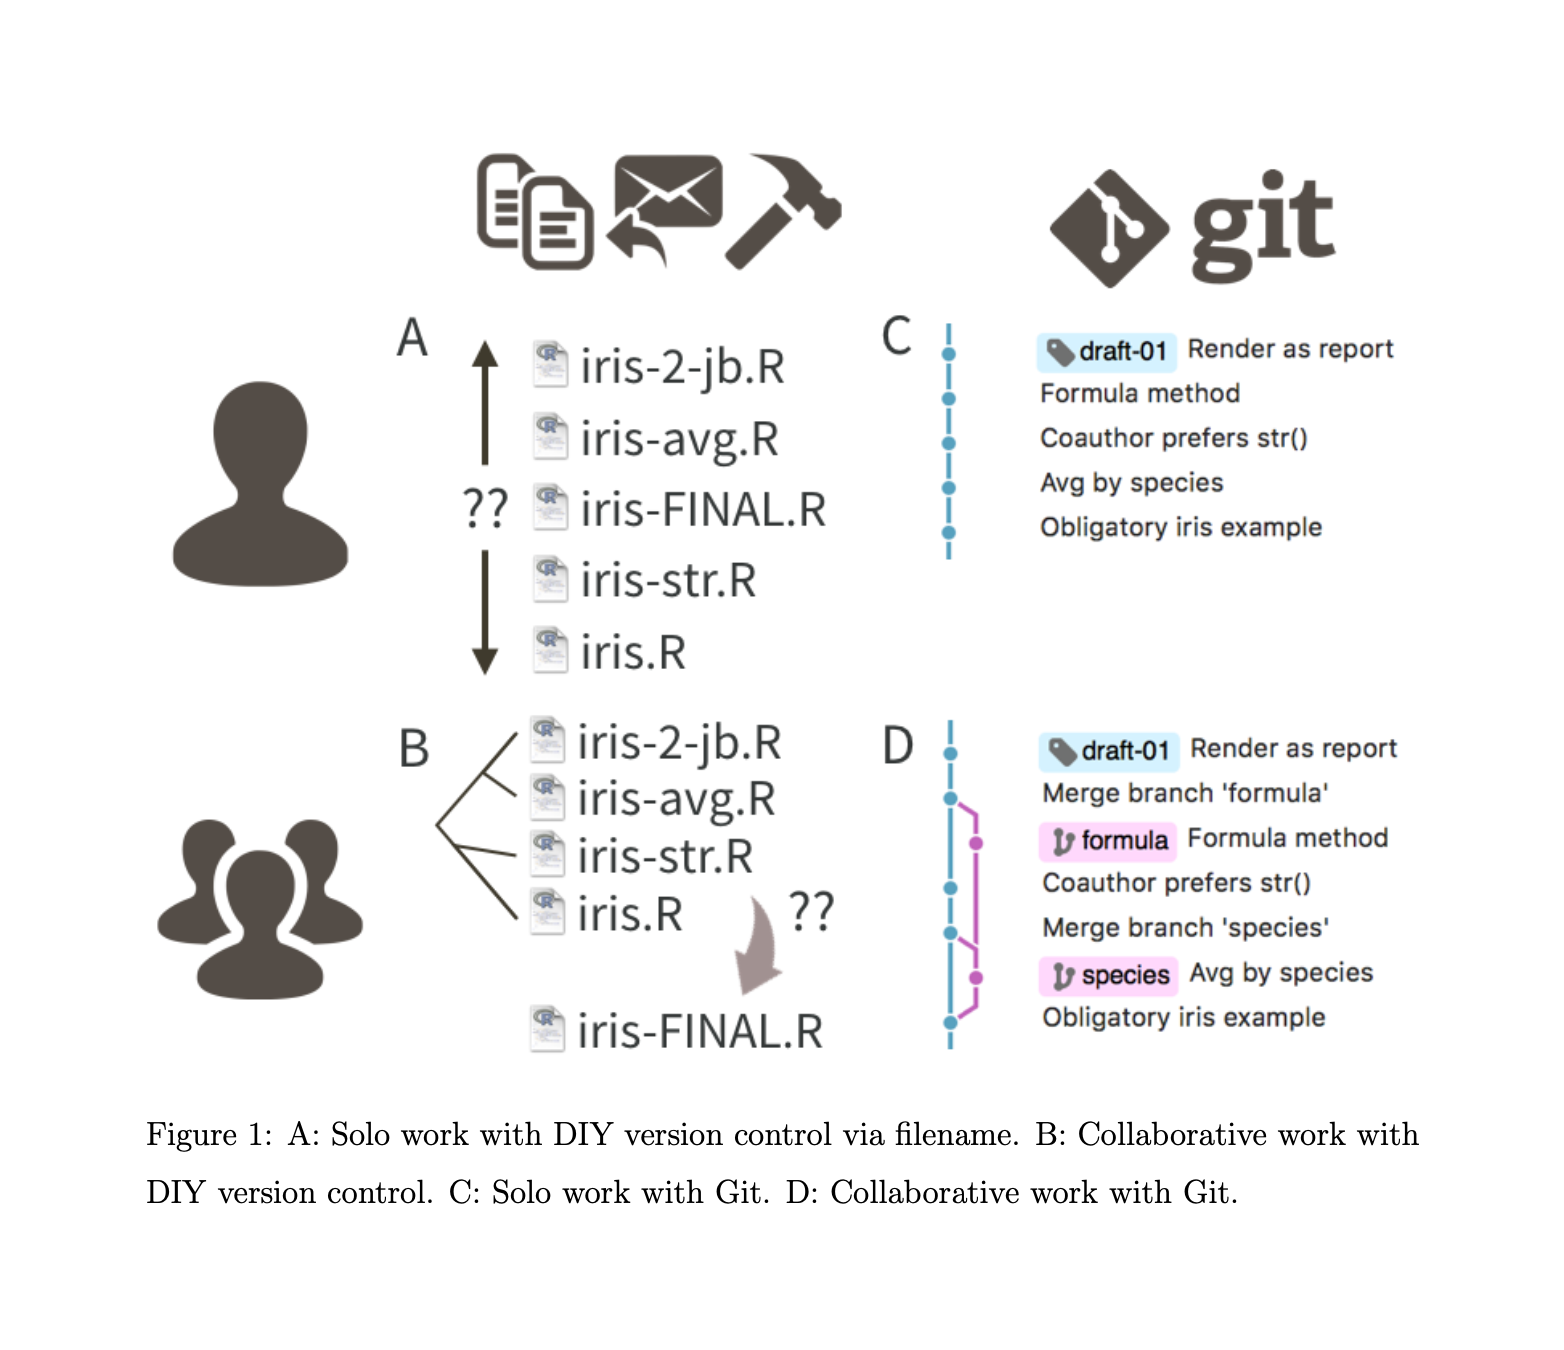 git
A
iris-2-jb.R
iris-avg.R
??
iris-FINAL.R
iris-str.R
iris.R
C
draft-01 Render as report
Formula method
Coauthor prefers str()
Avg by species
Obligatory iris example
B
iris-2-jb.R
iris-avg.R
iris-str.R
iris.R
??
iris-FINAL.R
D
draft-01 Render as report
Merge branch 'formula'
formula Formula method
Coauthor prefers str()
Merge branch 'species'
species Avg by species
Obligatory iris example
Figure 1: A: Solo work with DIY version control via filename. B: Collaborative work with
DIY version control. C: Solo work with Git. D: Collaborative work with Git.